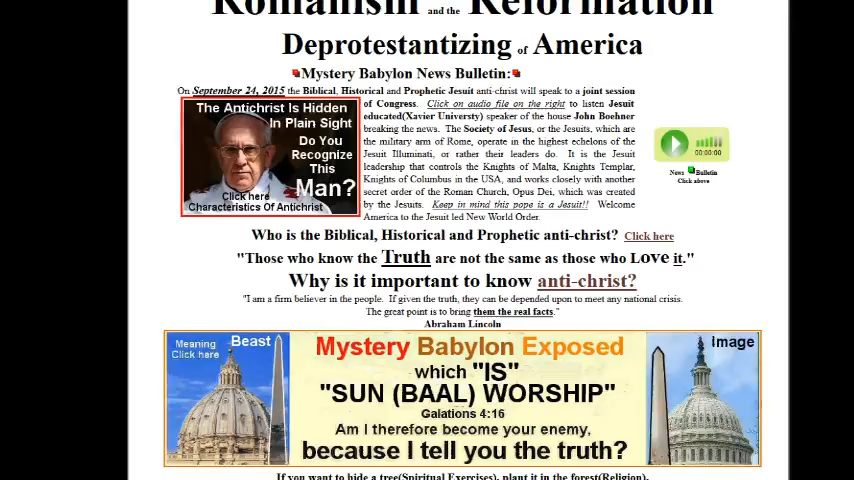 Romanism and the Reformation
Deprotestantizing of America
Mystery Babylon News Bulletin:
On September 24, 2015 the Biblical, Historical and Prophetic Jesuit anti-christ will speak to a joint session
of Congress. Click on audio file on the right to listen Jesuit
educated(Xavier Universty) speaker of the house John Boehner
breaking the news. The Society of Jesus, or the Jesuits, which are
the military arm of Rome, operate in the highest echelons of the
Jesuit Illuminati, or rather their leaders do. It is the Jesuit
leadership that controls the Knights of Malta, Knights Templar,
Knights of Columbus in the USA, and works closely with another
secret order of the Roman Church, Opus Dei, which was created
by the Jesuits. Keep in mind this pope is a Jesuit!! Welcome
America to the Jesuit led New World Order.
The Antichrist Is Hidden
In Plain Sight
Do You
Recognize
This
Man?
Click here
Characteristics Of Antichrist
00:00:00
News Bulletin
Click above
Who is the Biblical, Historical and Prophetic anti-christ? Click here
"Those who know the Truth are not the same as those who Love it."
Why is it important to know anti-christ?
"I am a firm believer in the people. If given the truth, they can be depended upon to meet any national crisis.
The great point is to bring them the real facts."
Abraham Lincoln
Meaning
Click here
Beast
Mystery Babylon Exposed
which "IS"
"SUN (BAAL) WORSHIP"
Galations 4:16
Am I therefore become your enemy,
because I tell you the truth?
Image
If you want to hide a tree(Spiritual Exercises), plant it in the forest(Religion).